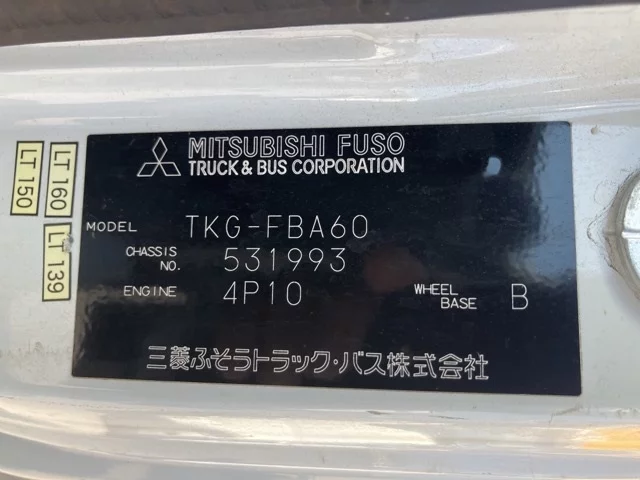 MITSUBISHI FUSO
TRUCK & BUS CORPORATION
LT 160
LT 150
LT 139
MODEL TKG-FBA60
CHASSIS NO. 531993
ENGINE 4P10 WHEEL BASE B
三菱ふそうトラック・バス株式会社